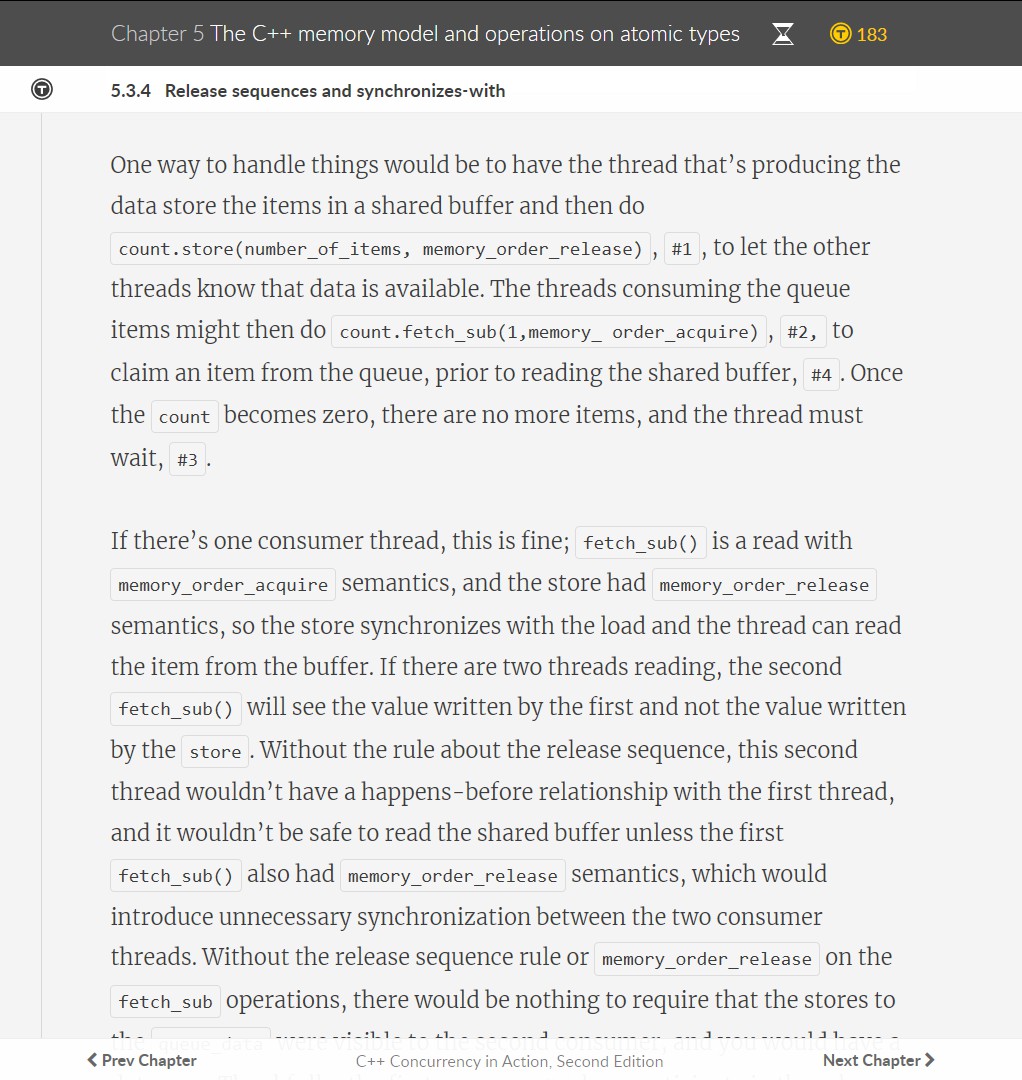 Chapter 5 The C++ memory model and operations on atomic types
183
5.3.4 Release sequences and synchronizes-with
One way to handle things would be to have the thread that’s producing the
data store the items in a shared buffer and then do
count.store(number_of_items, memory_order_release) , #1 , to let the other
threads know that data is available. The threads consuming the queue
items might then do count.fetch_sub(1,memory_ order_acquire) , #2, to
claim an item from the queue, prior to reading the shared buffer, #4 . Once
the count becomes zero, there are no more items, and the thread must
wait, #3 .
If there’s one consumer thread, this is fine; fetch_sub() is a read with
memory_order_acquire semantics, and the store had memory_order_release
semantics, so the store synchronizes with the load and the thread can read
the item from the buffer. If there are two threads reading, the second
fetch_sub() will see the value written by the first and not the value written
by the store . Without the rule about the release sequence, this second
thread wouldn’t have a happens-before relationship with the first thread,
and it wouldn’t be safe to read the shared buffer unless the first
fetch_sub() also had memory_order_release semantics, which would
introduce unnecessary synchronization between the two consumer
threads. Without the release sequence rule or memory_order_release on the
fetch_sub operations, there would be nothing to require that the stores to
the queue_data were visible to the second consumer, and you would have a
Prev Chapter
C++ Concurrency in Action, Second Edition
Next Chapter